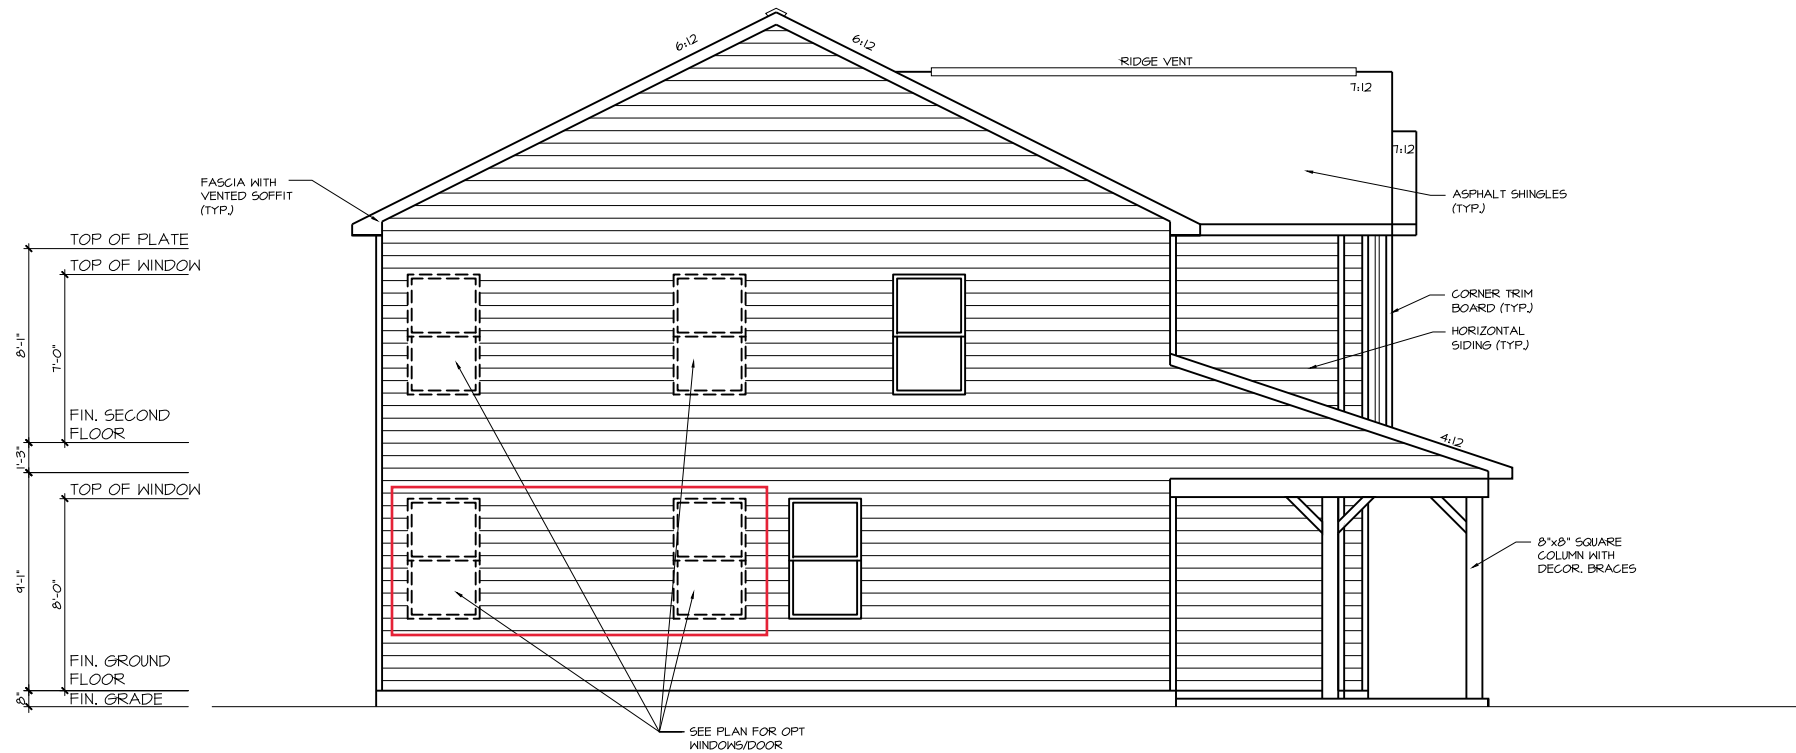 6:12
6:12
RIDGE VENT
7:12
7:12
FASCIA WITH
VENTED SOFFIT
(TYP.)
ASPHALT SHINGLES
(TYP.)
TOP OF PLATE
TOP OF WINDOW
CORNER TRIM
BOARD (TYP.)
HORIZONTAL
SIDING (TYP.)
8'-1"
7'-0"
FIN. SECOND
FLOOR
4:12
1'-3"
TOP OF WINDOW
8"x8" SQUARE
COLUMN WITH
DECOR. BRACES
9'-1"
8'-0"
FIN. GROUND
FLOOR
8"
FIN. GRADE
SEE PLAN FOR OPT
WINDOWS/DOOR